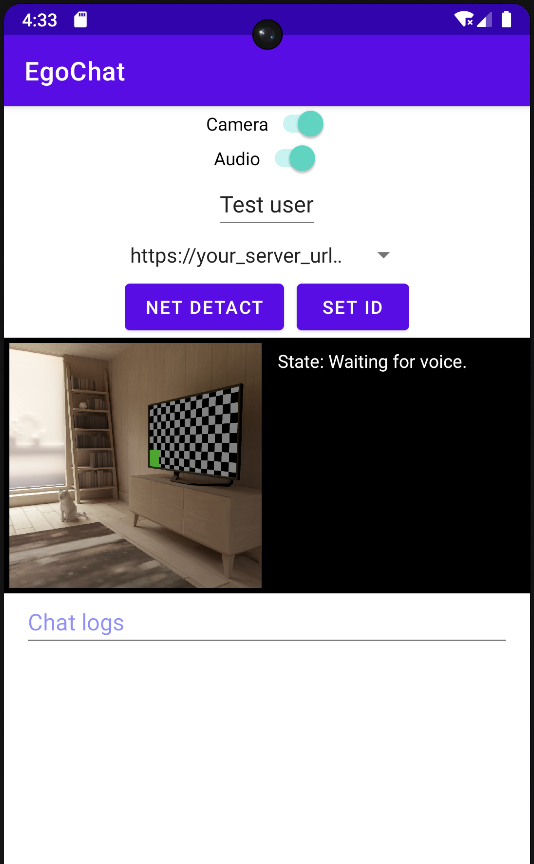 4:33
EgoChat
Camera
Audio
Test user
https://your_server_url..
NET DETACT
SET ID
State: Waiting for voice.
Chat logs